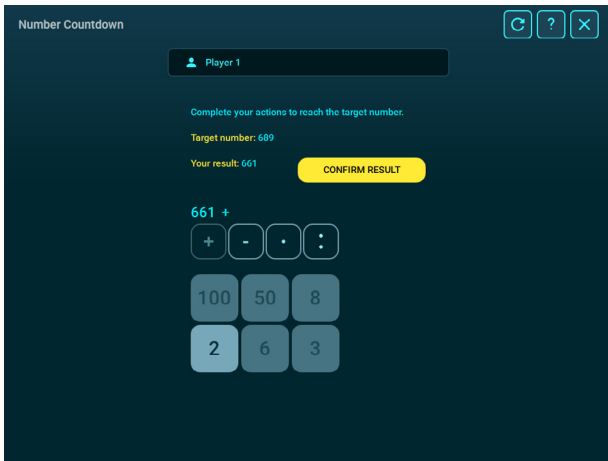 Number Countdown
?
Player 1
Complete your actions to reach the target number.
Target number: 689
Your result: 661
CONFIRM RESULT
661 +
+ - · :
100 50 8
2 6 3